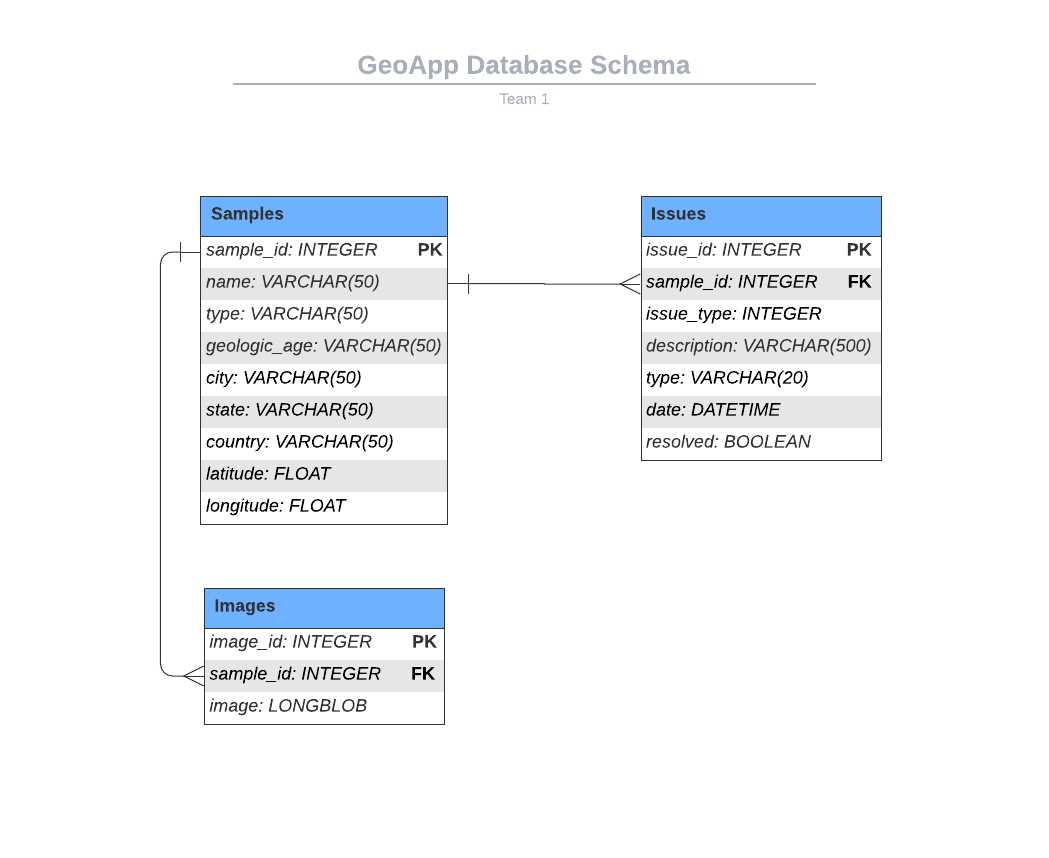 GeoApp Database Schema
Team 1
Samples
sample_id: INTEGER PK
name: VARCHAR(50)
type: VARCHAR(50)
geologic_age: VARCHAR(50)
city: VARCHAR(50)
state: VARCHAR(50)
country: VARCHAR(50)
latitude: FLOAT
longitude: FLOAT
Issues
issue_id: INTEGER PK
sample_id: INTEGER FK
issue_type: INTEGER
description: VARCHAR(500)
type: VARCHAR(20)
date: DATETIME
resolved: BOOLEAN
Images
image_id: INTEGER PK
sample_id: INTEGER FK
image: LONGBLOB